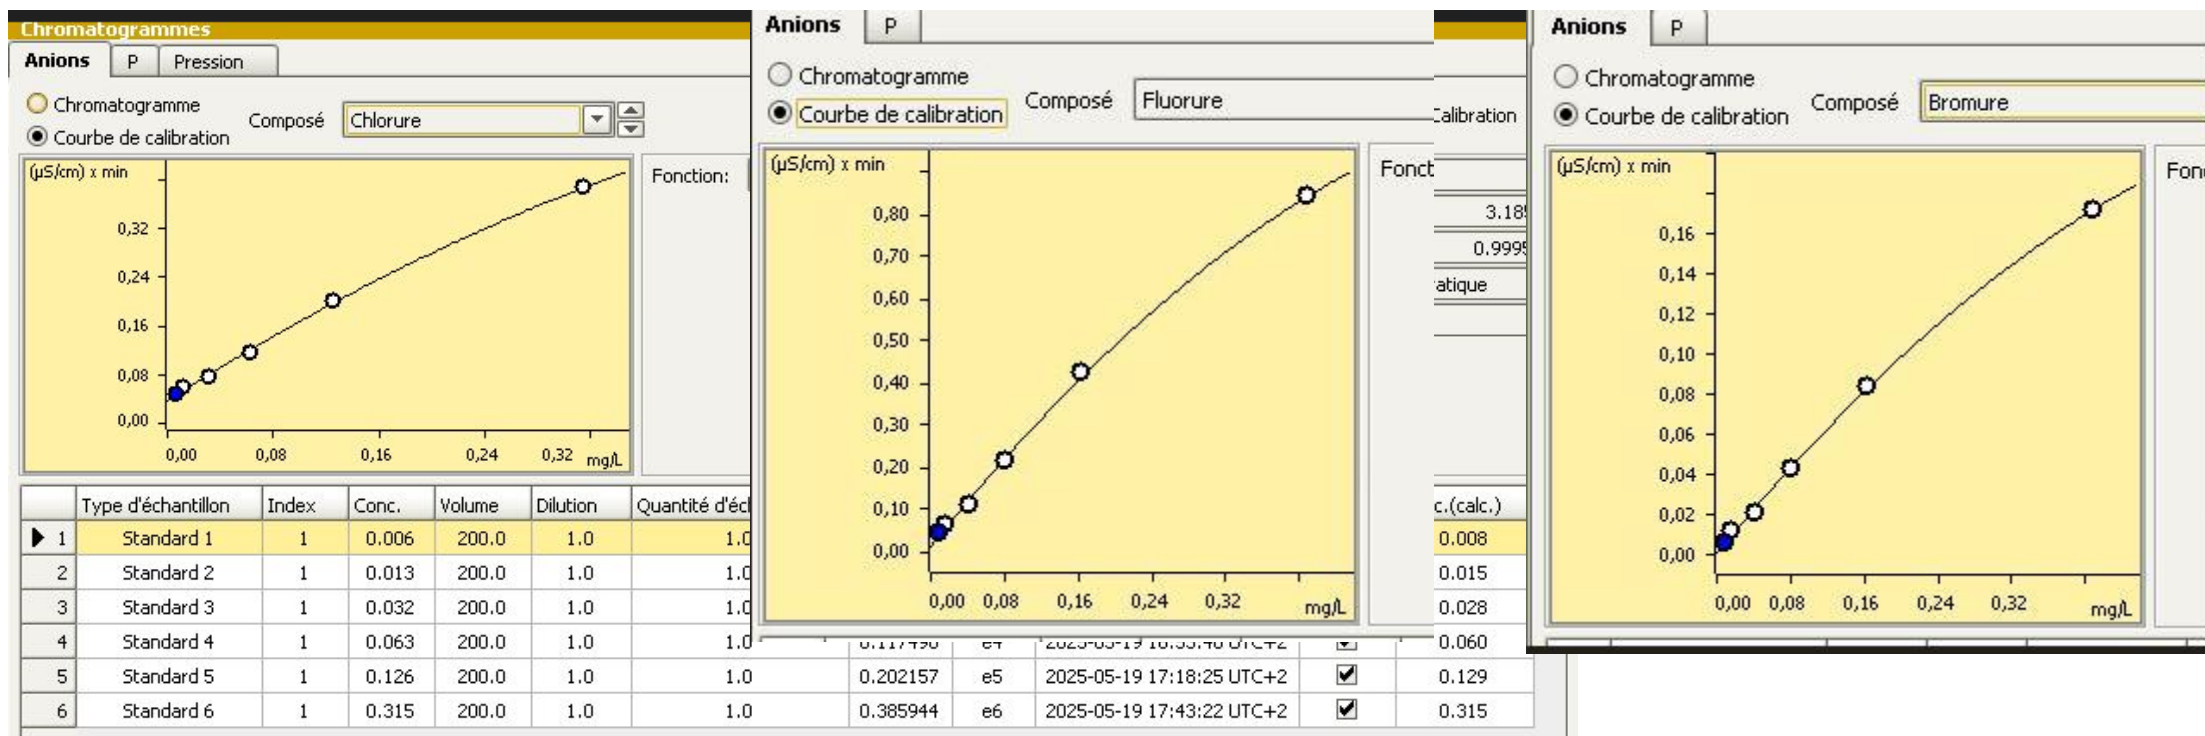 Chromatogrammes
Anions P Pression
Chromatogramme
Courbe de calibration
Composé Chlorure
(µS/cm) x min
0,32
0,24
0,16
0,08
0,00
0,00 0,08 0,16 0,24 0,32 mg/L
Fonction:
Anions P
Chromatogramme
Courbe de calibration
Composé Fluorure
(µS/cm) x min
0,80
0,70
0,60
0,50
0,40
0,30
0,20
0,10
0,00
0,00 0,08 0,16 0,24 0,32 mg/L
Fonct
Calibration
3.18
0.9995
atique
Anions P
Chromatogramme
Courbe de calibration
Composé Bromure
(µS/cm) x min
0,16
0,14
0,12
0,10
0,08
0,06
0,04
0,02
0,00
0,00 0,08 0,16 0,24 0,32 mg/L
Fon
Type d'échantillon Index Conc. Volume Dilution Quantité d'écl c.(calc.)
1 Standard 1 1 0.006 200.0 1.0 1.0 0.008
2 Standard 2 1 0.013 200.0 1.0 1.0 0.015
3 Standard 3 1 0.032 200.0 1.0 1.0 0.028
4 Standard 4 1 0.063 200.0 1.0 1.0 0.060
5 Standard 5 1 0.126 200.0 1.0 1.0 0.202157 e5 2025-05-19 17:18:25 UTC+2 0.129
6 Standard 6 1 0.315 200.0 1.0 1.0 0.385944 e6 2025-05-19 17:43:22 UTC+2 0.315